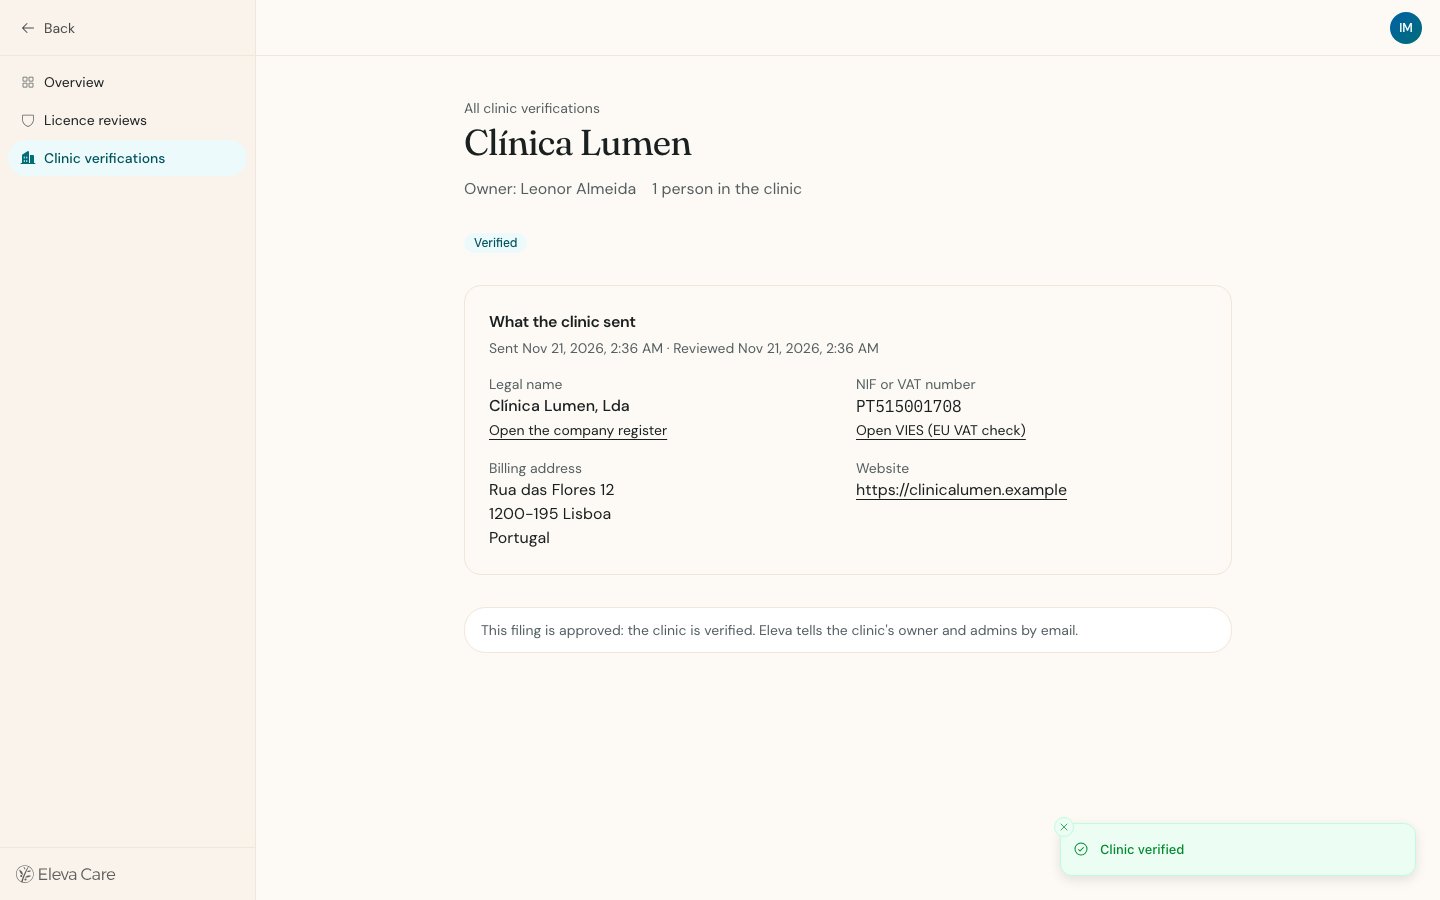 Back
IM
Overview
Licence reviews
Clinic verifications
All clinic verifications
Clínica Lumen
Owner: Leonor Almeida 1 person in the clinic
Verified
What the clinic sent
Sent Nov 21, 2026, 2:36 AM · Reviewed Nov 21, 2026, 2:36 AM
Legal name
Clínica Lumen, Lda
Open the company register
NIF or VAT number
PT515001708
Open VIES (EU VAT check)
Billing address
Rua das Flores 12
1200-195 Lisboa
Portugal
Website
https://clinicalumen.example
This filing is approved: the clinic is verified. Eleva tells the clinic's owner and admins by email.
Clinic verified
Eleva Care